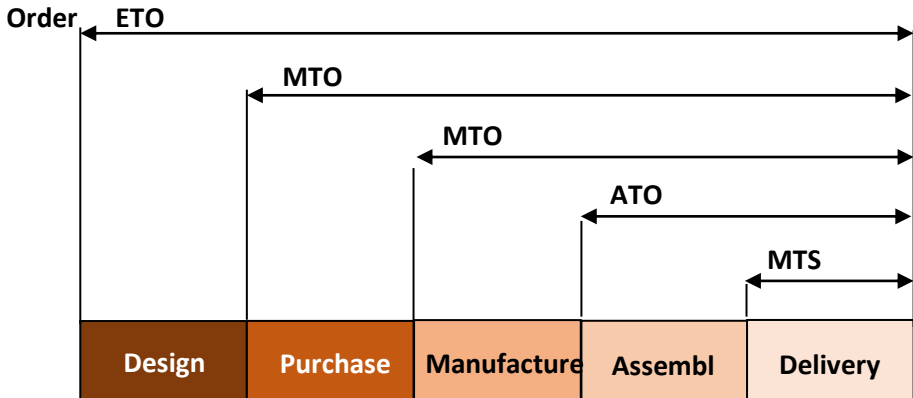 Order ETO
MTO
MTO
ATO
MTS
Design Purchase Manufacture Assembl Delivery